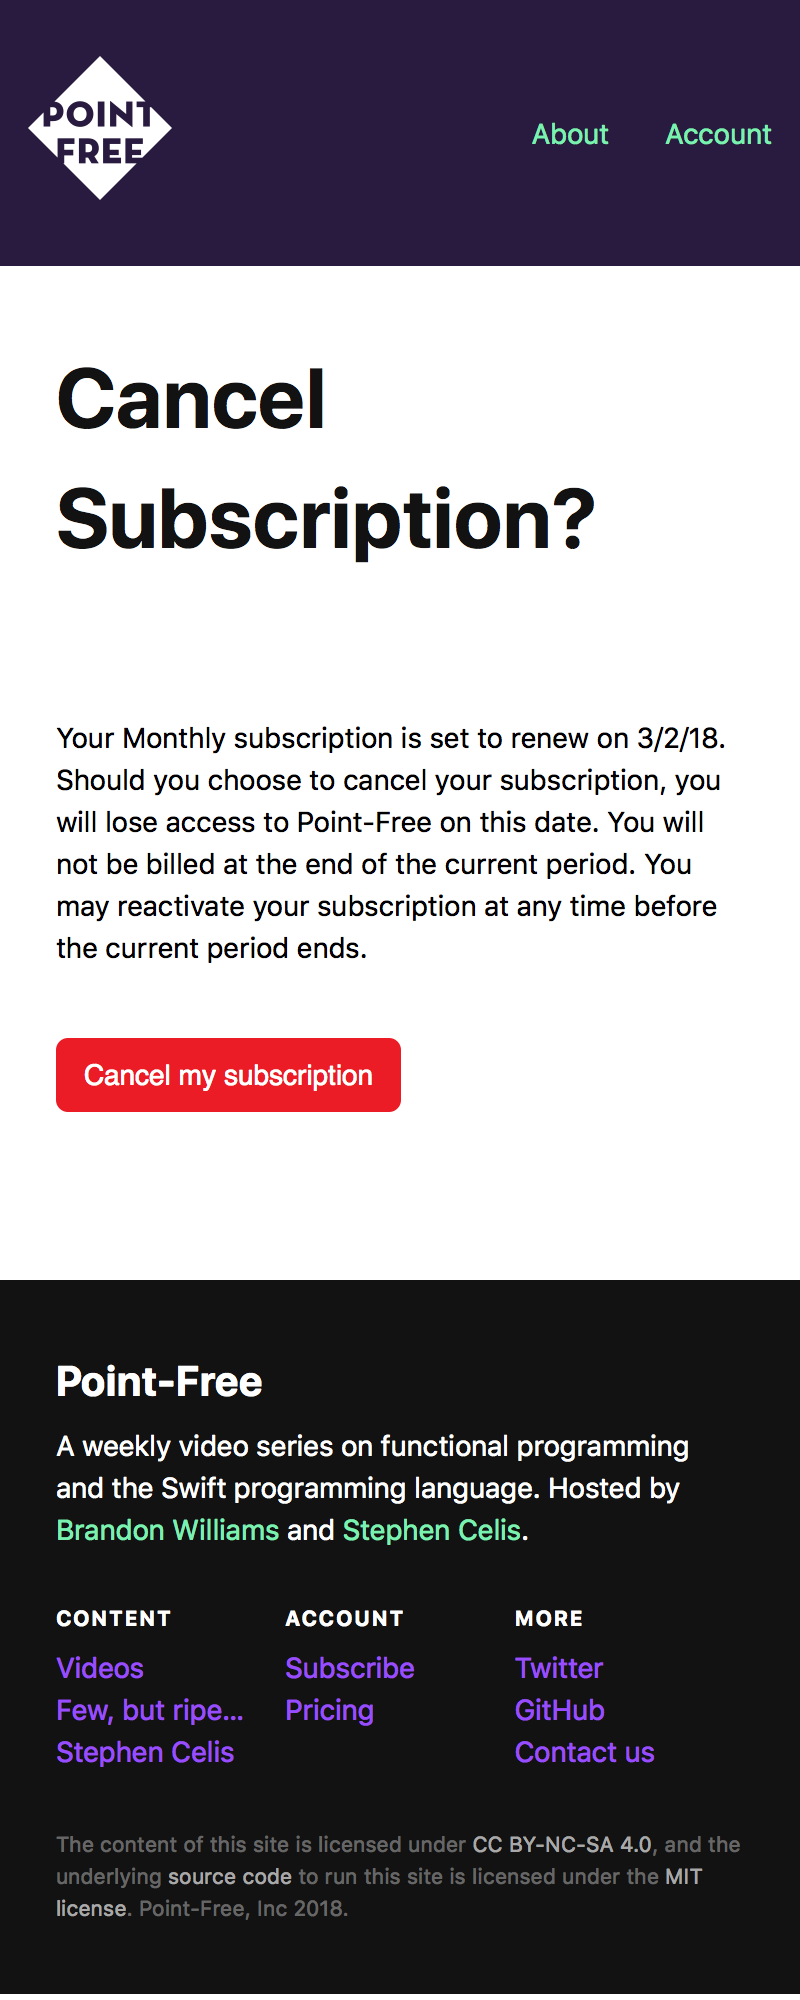 POINT
FREE
About Account
Cancel
Subscription?
Your Monthly subscription is set to renew on 3/2/18.
Should you choose to cancel your subscription, you
will lose access to Point-Free on this date. You will
not be billed at the end of the current period. You
may reactivate your subscription at any time before
the current period ends.
Cancel my subscription
Point-Free
A weekly video series on functional programming
and the Swift programming language. Hosted by
Brandon Williams and Stephen Celis.
CONTENT
Videos
Few, but ripe...
Stephen Celis
ACCOUNT
Subscribe
Pricing
MORE
Twitter
GitHub
Contact us
The content of this site is licensed under CC BY-NC-SA 4.0, and the
underlying source code to run this site is licensed under the MIT
license. Point-Free, Inc 2018.